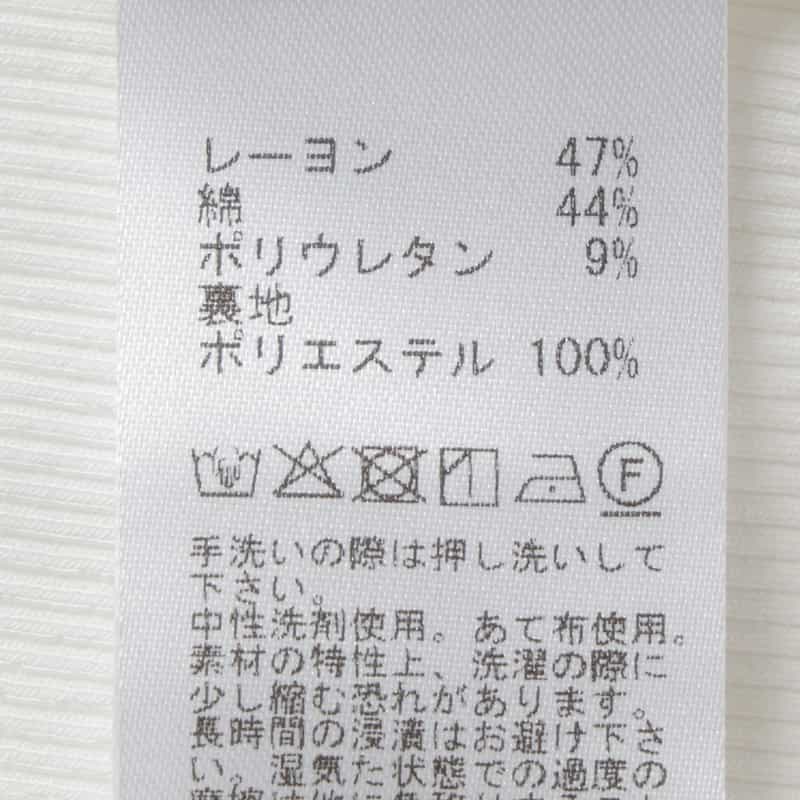 レーヨン 47%
綿 44%
ポリウレタン 9%
裏地
ポリエステル 100%
F
手洗いの際は押し洗いして
下さい。
中性洗剤使用。あて布使用。
素材の特性上、洗濯の際に
少し縮む恐れがあります。
長時間の浸漬はお避け下さ
い。湿気た状態での過度の